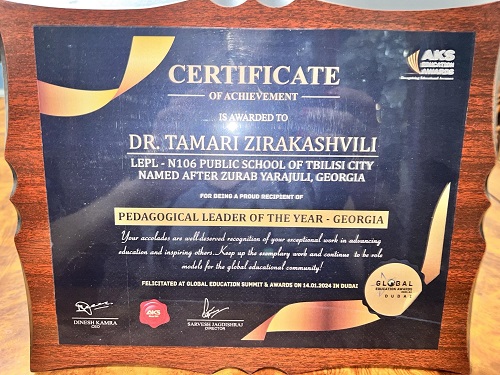 AKS
EDUCATION
AWARDS
CERTIFICATE
OF ACHIEVEMENT
IS AWARDED TO
DR. TAMARI ZIRAKASHVILI
LEPL - N106 PUBLIC SCHOOL OF TBILISI CITY
NAMED AFTER ZURAB YARAJULI, GEORGIA
FOR BEING A PROUD RECIPIENT OF
PEDAGOGICAL LEADER OF THE YEAR - GEORGIA
Your accolades are well-deserved recognition of your exceptional work in advancing
education and inspiring others. Keep up the exemplary work and continue to be role
models for the global educational community!
FELICITATED AT GLOBAL EDUCATION SUMMIT & AWARDS ON 14.01.2024 IN DUBAI
GLOBAL
EDUCATION AWARDS
DUBAI
DINESH KAMRA
CEO
AKS
SARVESH JAGDISHRAJ
DIRECTOR